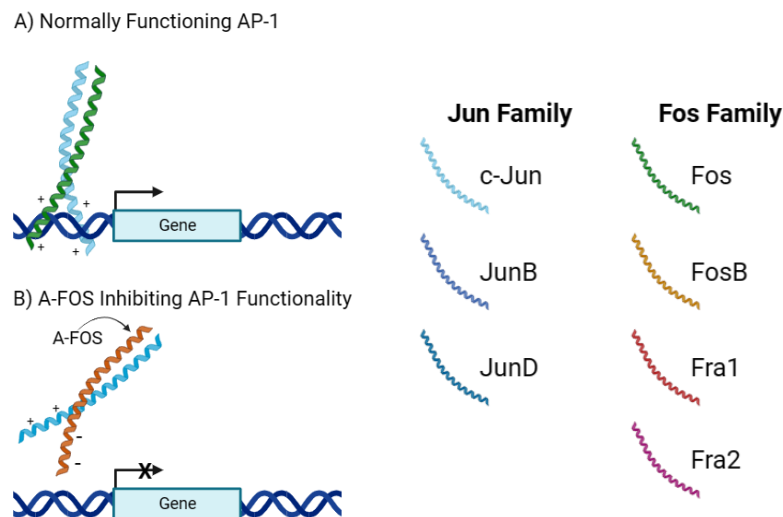 A) Normally Functioning AP-1
+
+
+
+
Gene
B) A-FOS Inhibiting AP-1 Functionality
A-FOS
+
+
-
-
X
Gene
Jun Family
c-Jun
JunB
JunD
Fos Family
Fos
FosB
Fra1
Fra2